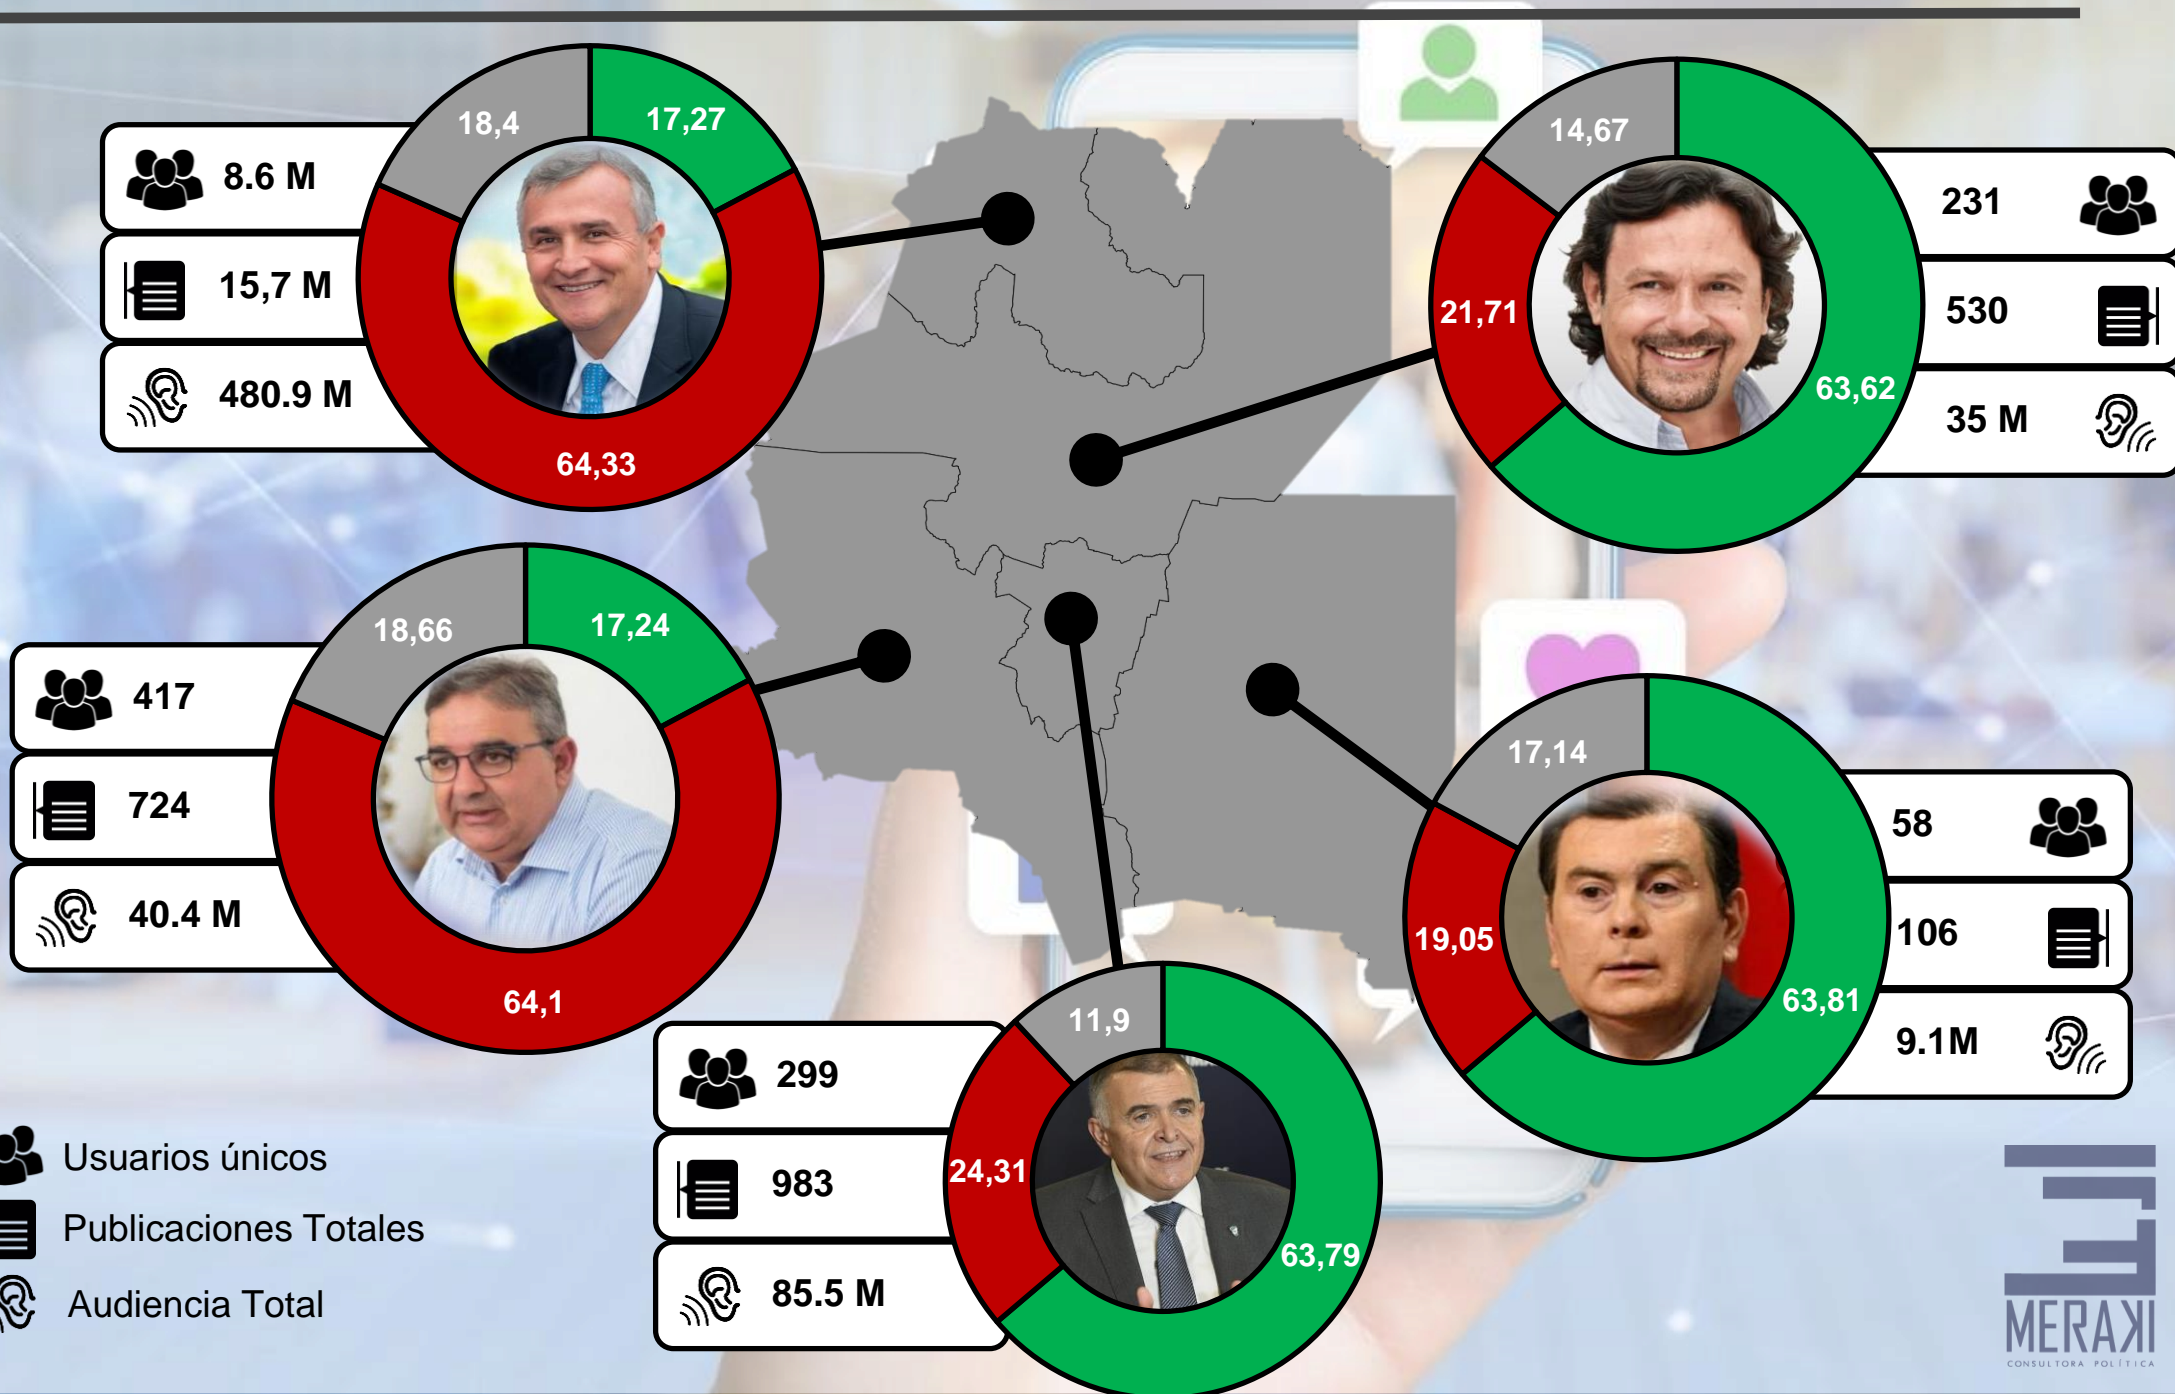 18,4
17,27
64,33
8.6 M
15,7 M
480.9 M
14,67
21,71
63,62
231
530
35 M
18,66
17,24
64,1
417
724
40.4 M
17,14
19,05
63,81
58
106
9.1M
11,9
24,31
63,79
299
983
85.5 M
Usuarios únicos
Publicaciones Totales
Audiencia Total
MERAKI
CONSULTORA POLÍTICA